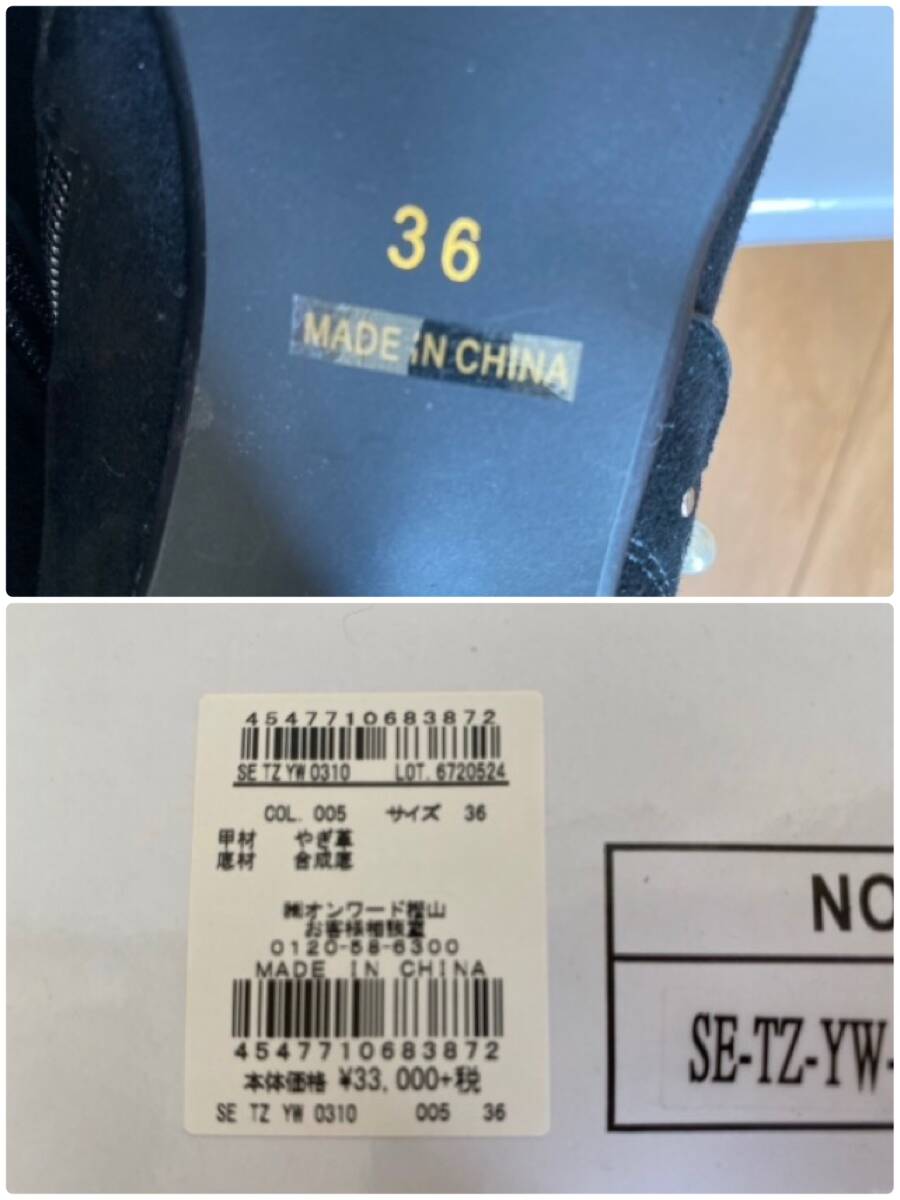 36
MADE IN CHINA
4547710683872
SE TZ YW 0310 LOT. 6720524
COL. 005 サイズ 36
甲材 やぎ革
底材 合成底
㈱オンワード樫山
お客様相談室
0120-58-6300
MADE IN CHINA
4547710683872
本体価格 ¥33,000+税
SE TZ YW 0310 005 36
NO
SE-TZ-YW-